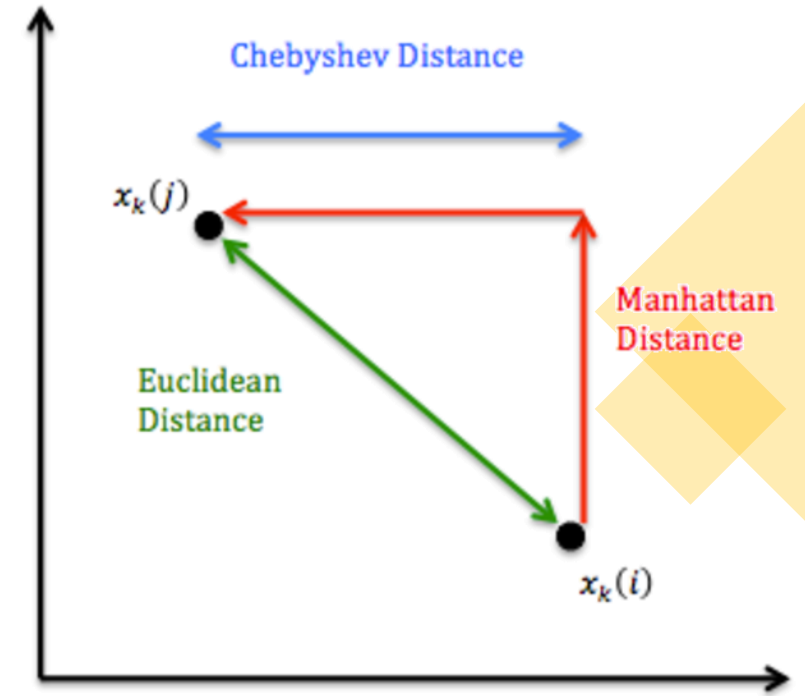 Chebyshev Distance
xₖ(j)
Manhattan
Distance
Euclidean
Distance
xₖ(i)